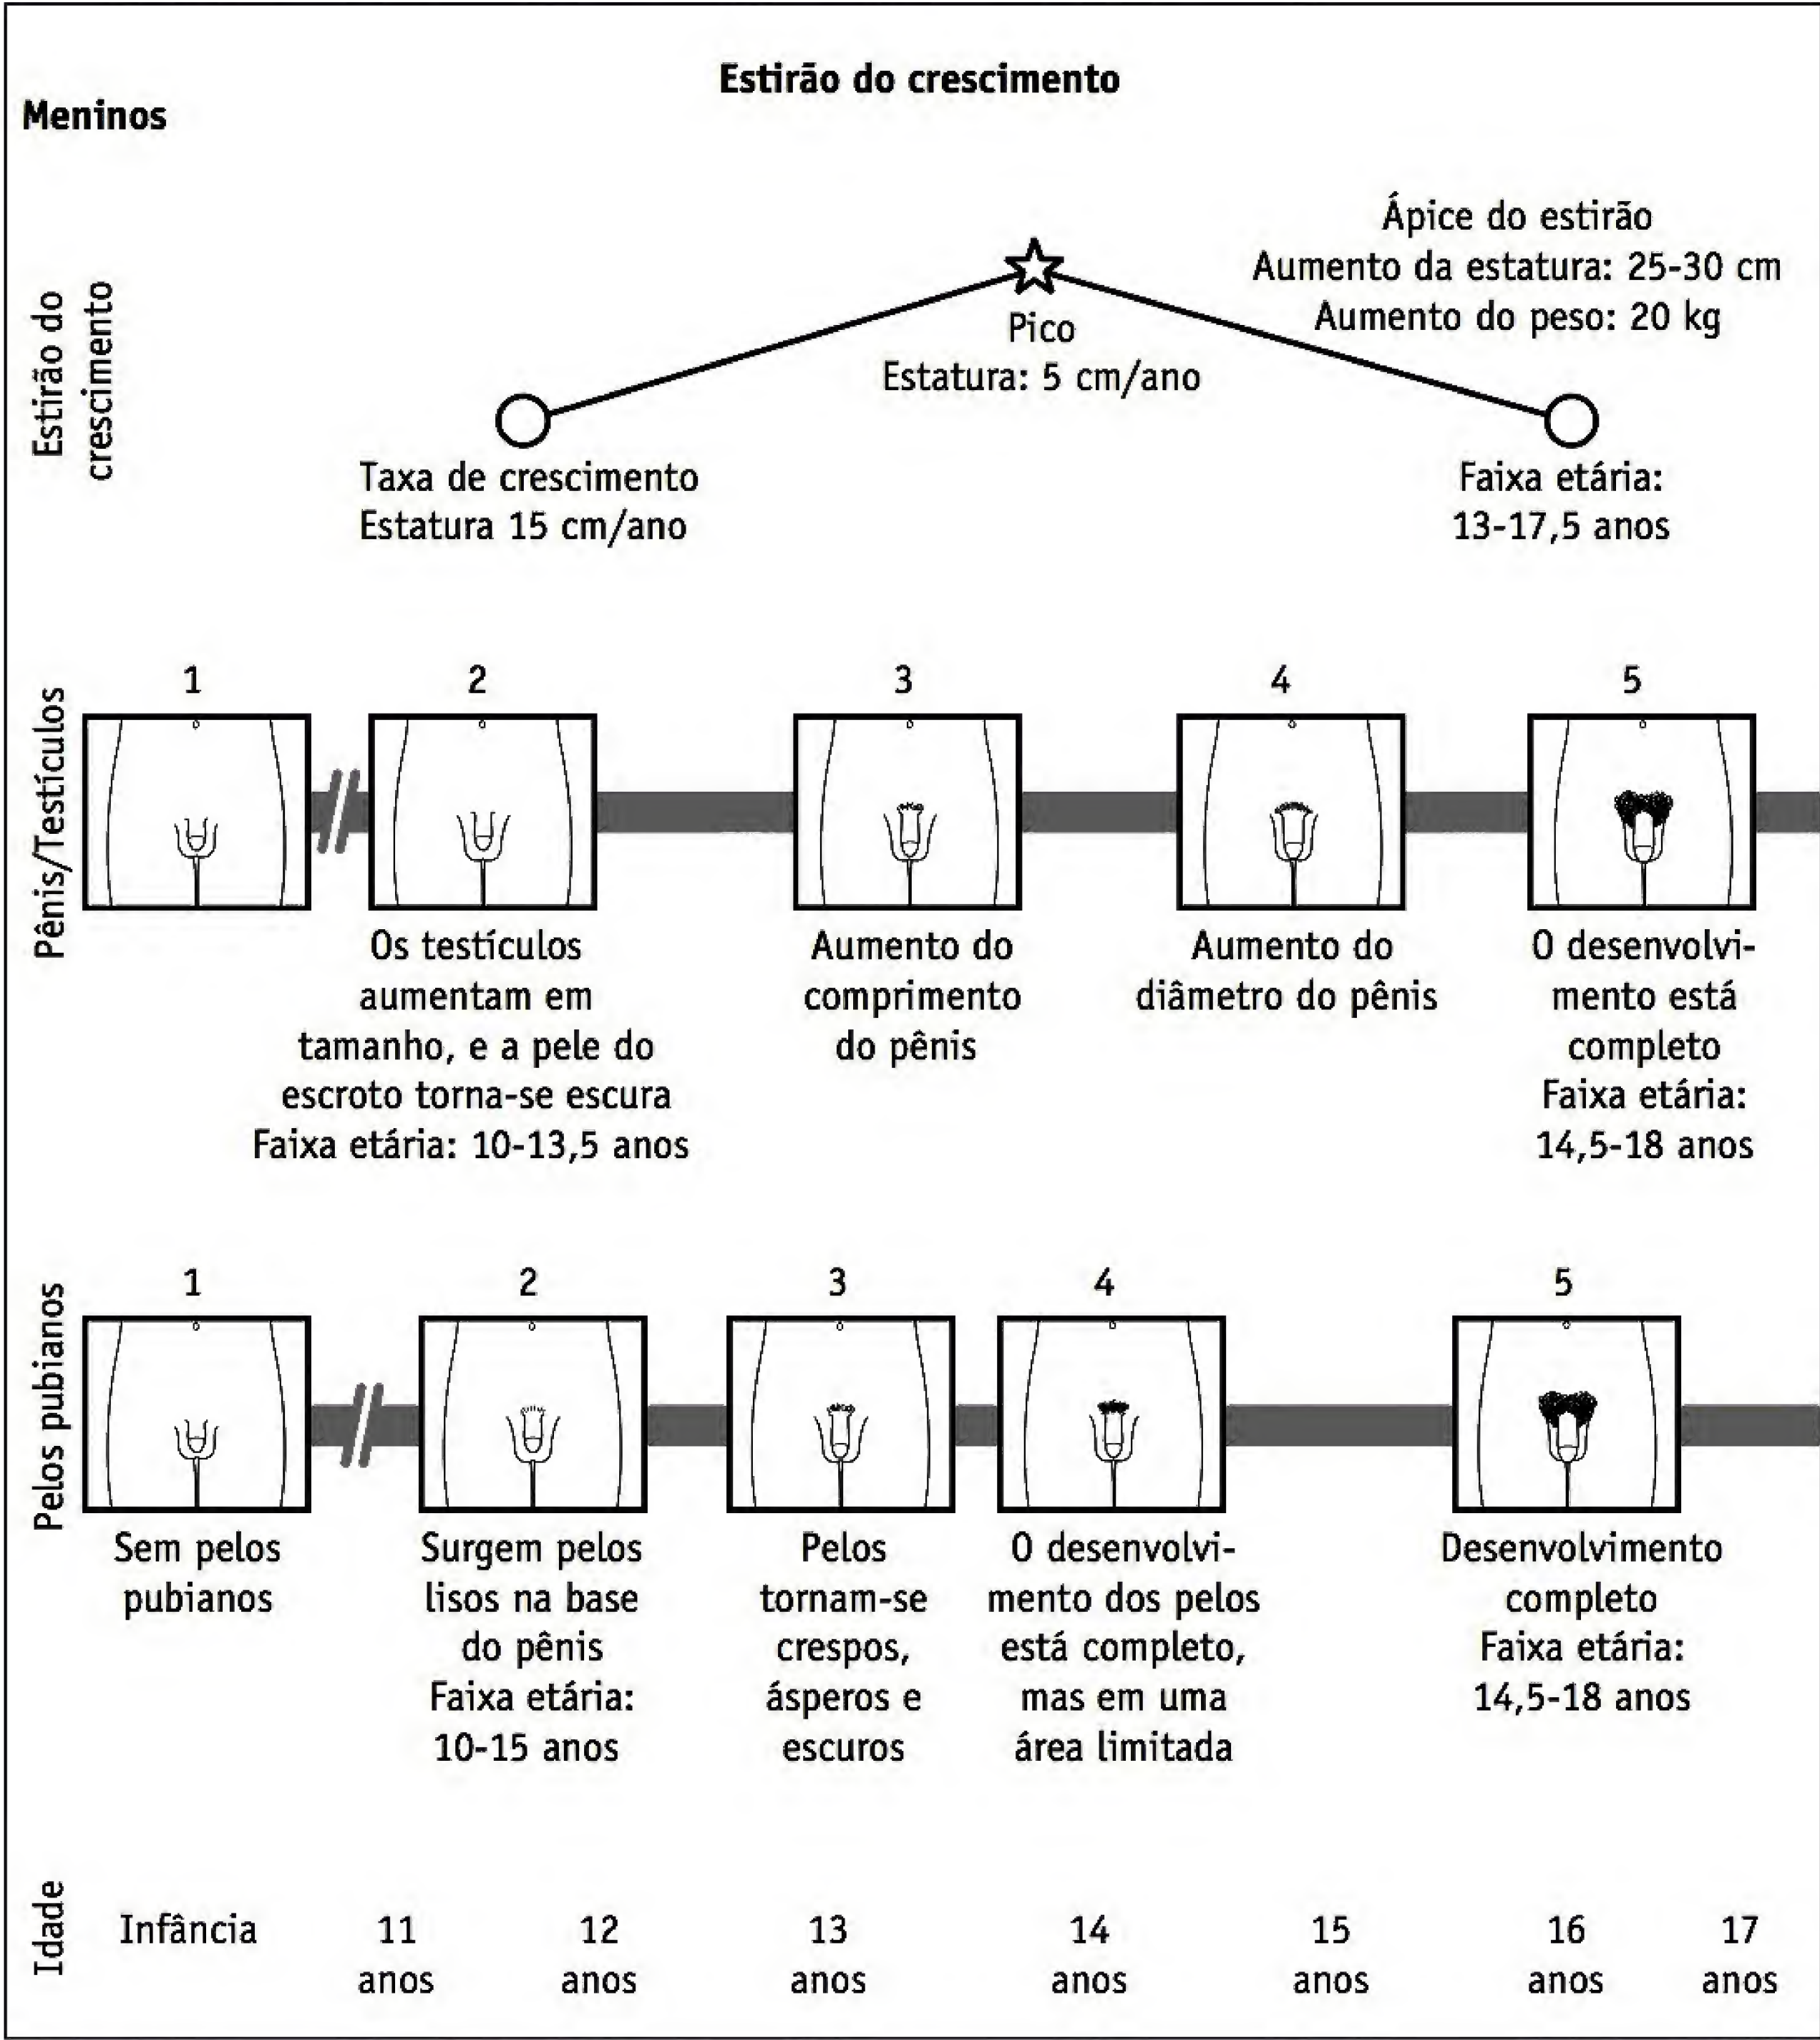 Estirão do crescimento
Meninos
Estirão do
crescimento
Ápice do estirão
Aumento da estatura: 25-30 cm
Aumento do peso: 20 kg
Pico
Estatura: 5 cm/ano
Taxa de crescimento
Estatura 15 cm/ano
Faixa etária:
13-17,5 anos
Pênis/Testículos
1
2
3
4
5
Os testículos
aumentam em
tamanho, e a pele do
escroto torna-se escura
Faixa etária: 10-13,5 anos
Aumento do
comprimento
do pênis
Aumento do
diâmetro do pênis
O desenvolvi-
mento está
completo
Faixa etária:
14,5-18 anos
Pelos pubianos
1
2
3
4
5
Sem pelos
pubianos
Surgem pelos
lisos na base
do pênis
Faixa etária:
10-15 anos
Pelos
tornam-se
crespos,
ásperos e
escuros
O desenvolvi-
mento dos pelos
está completo,
mas em uma
área limitada
Desenvolvimento
completo
Faixa etária:
14,5-18 anos
Idade
Infância
11
anos
12
anos
13
anos
14
anos
15
anos
16
anos
17
anos